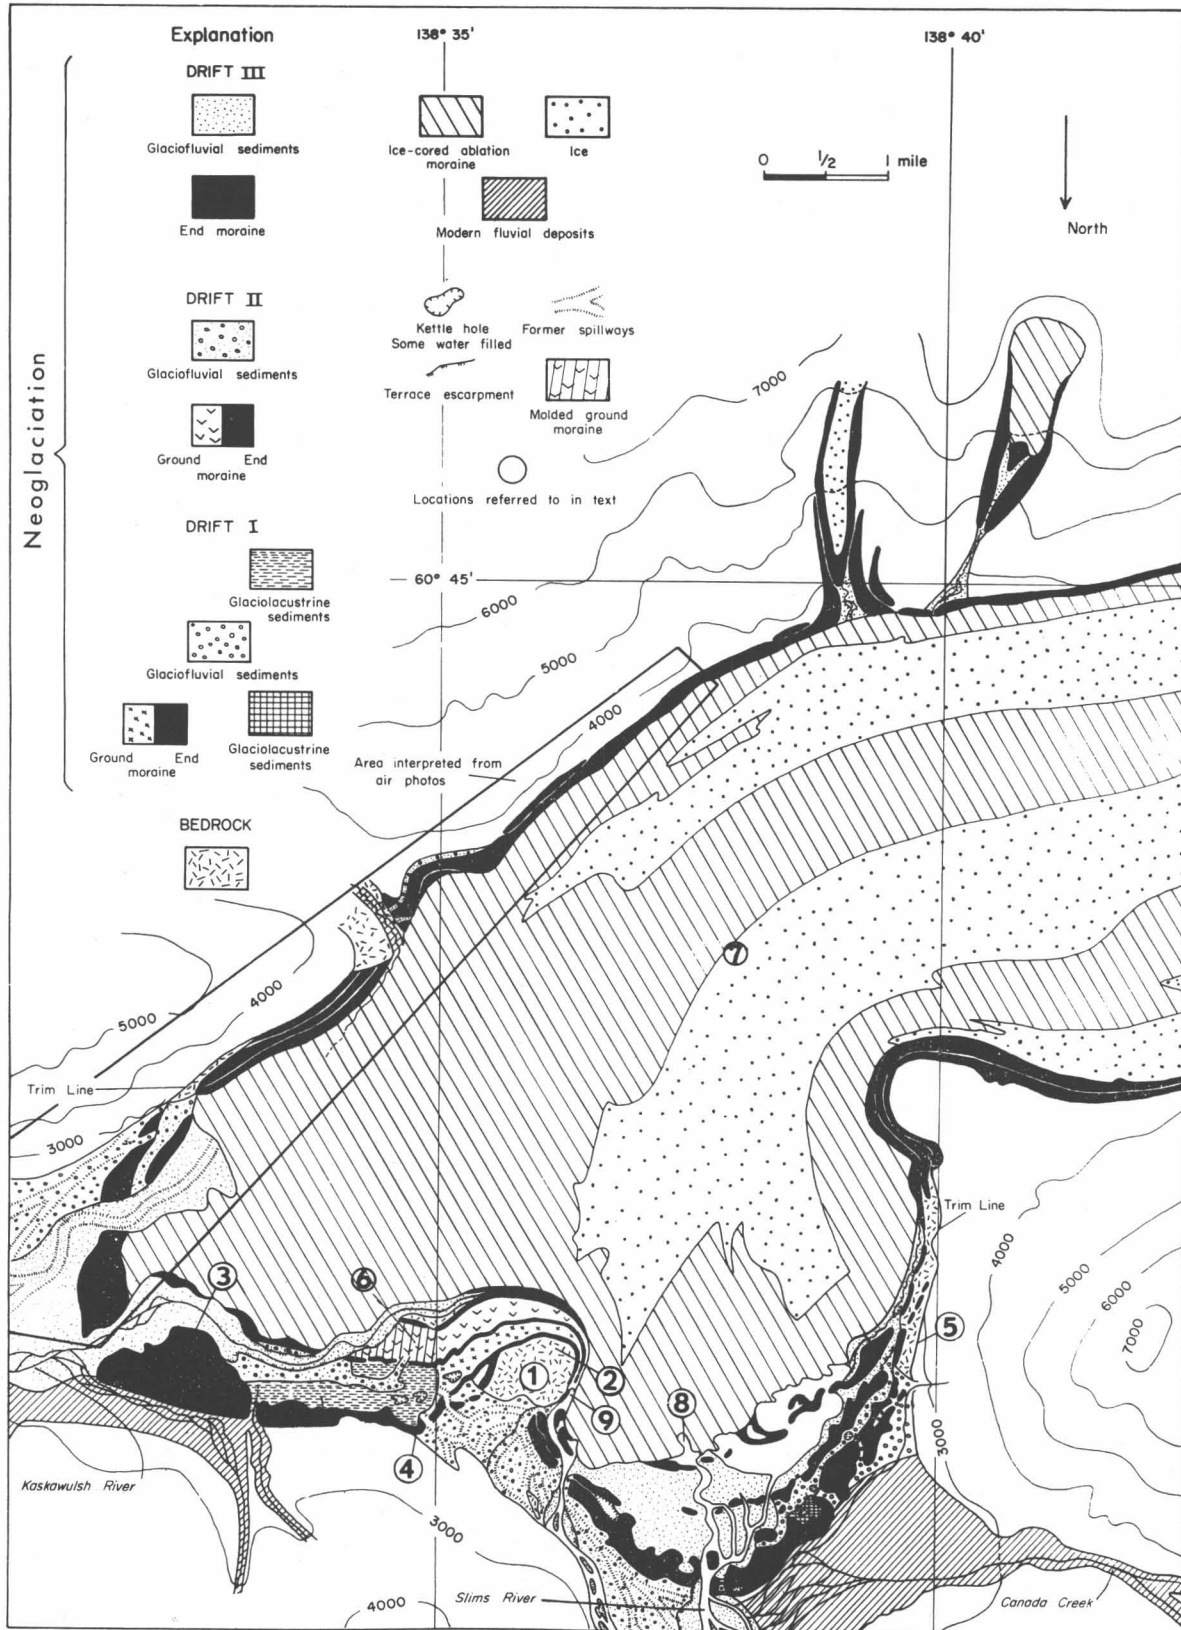 Explanation
138° 35'
138° 40'
DRIFT III
Glaciofluvial sediments
End moraine
Ice-cored ablation
moraine
Ice
Modern fluvial deposits
0 1/2 1 mile
North
DRIFT II
Glaciofluvial sediments
Ground End
moraine
Kettle hole
Some water filled
Former spillways
Terrace escarpment
Molded ground
moraine
Locations referred to in text
Neoglaciation
DRIFT I
Glaciolacustrine
sediments
Glaciofluvial sediments
Ground End
moraine
Glaciolacustrine
sediments
BEDROCK
60° 45'
7000
6000
5000
4000
Area interpreted from
air photos
5000
4000
Trim Line
3000
7
Trim Line
4000
5000
6000
7000
3
6
5
1
2
9
8
4
3000
Kaskawulsh River
3000
4000
Slims River
Canada Creek